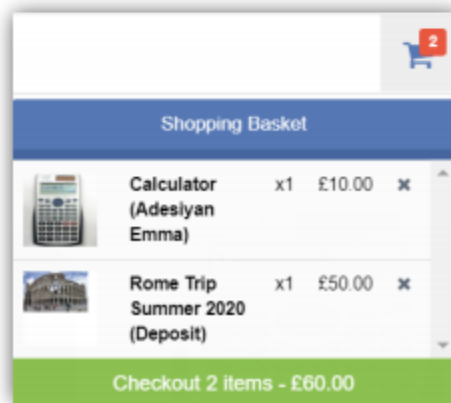 2
Shopping Basket
Calculator x1 £10.00 ✖
(Adesiyan
Emma)
Rome Trip x1 £50.00 ✖
Summer 2020
(Deposit)
Checkout 2 items - £60.00